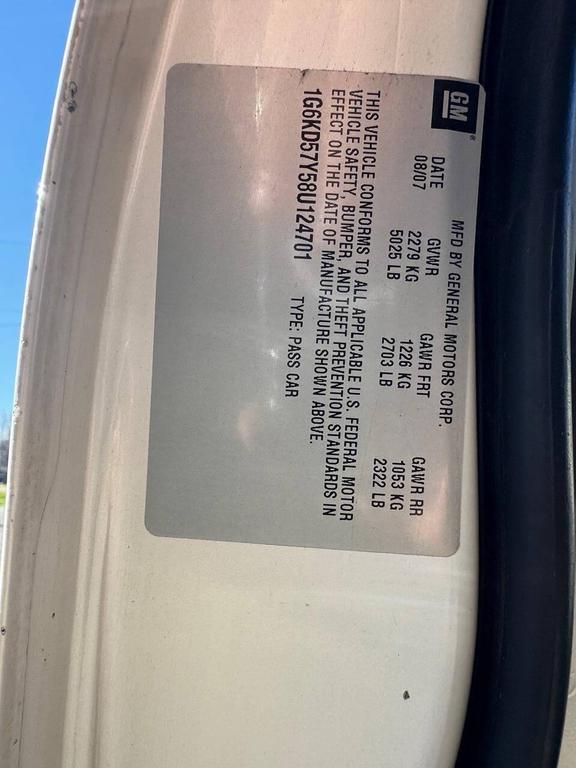 GM
MFD BY GENERAL MOTORS CORP.
DATE GVWR GAWR FRT GAWR RR
08/07 2279 KG 1226 KG 1053 KG
5025 LB 2703 LB 2322 LB
THIS VEHICLE CONFORMS TO ALL APPLICABLE U.S. FEDERAL MOTOR
VEHICLE SAFETY, BUMPER, AND THEFT PREVENTION STANDARDS IN
EFFECT ON THE DATE OF MANUFACTURE SHOWN ABOVE.
1G6KD57Y58U124701 TYPE: PASS CAR